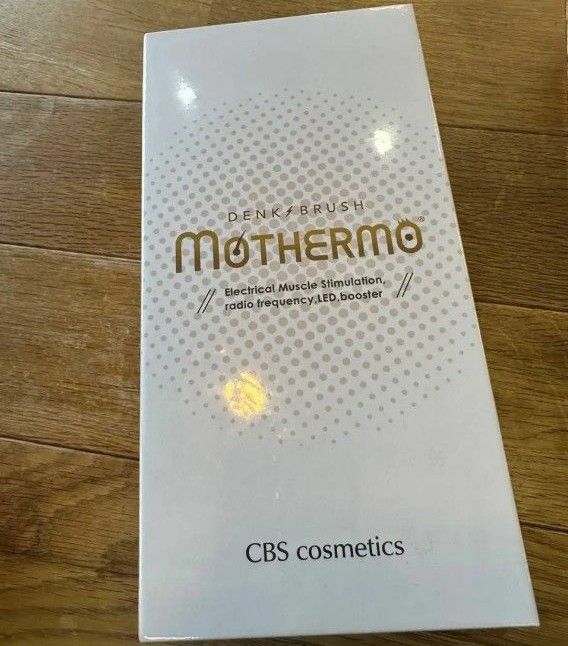 DENK⚡BRUSH
MOTHERMO®
// Electrical Muscle Stimulation, //
radio frequency,LED,booster
CBS cosmetics